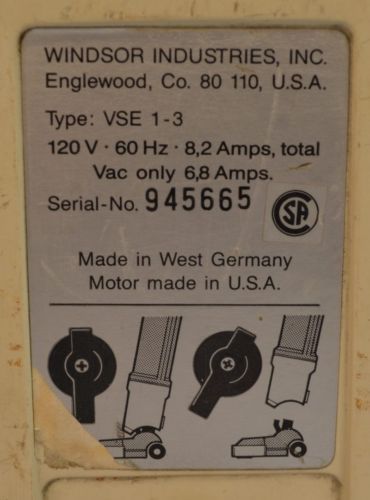 WINDSOR INDUSTRIES, INC.
Englewood, Co. 80 110, U.S.A.
Type: VSE 1-3
120 V · 60 Hz · 8,2 Amps, total
Vac only 6,8 Amps.
Serial-No. 945665
CSA
Made in West Germany
Motor made in U.S.A.